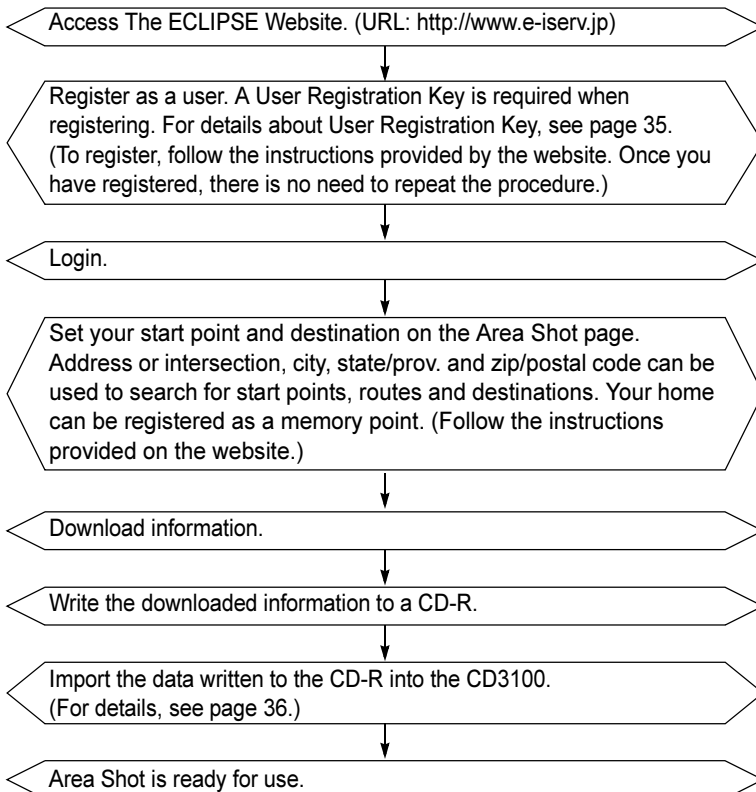 Access The ECLIPSE Website. (URL: http://www.e-iserv.jp)
Register as a user. A User Registration Key is required when
registering. For details about User Registration Key, see page 35.
(To register, follow the instructions provided by the website. Once you
have registered, there is no need to repeat the procedure.)
Login.
Set your start point and destination on the Area Shot page.
Address or intersection, city, state/prov. and zip/postal code can be
used to search for start points, routes and destinations. Your home
can be registered as a memory point. (Follow the instructions
provided on the website.)
Download information.
Write the downloaded information to a CD-R.
Import the data written to the CD-R into the CD3100.
(For details, see page 36.)
Area Shot is ready for use.